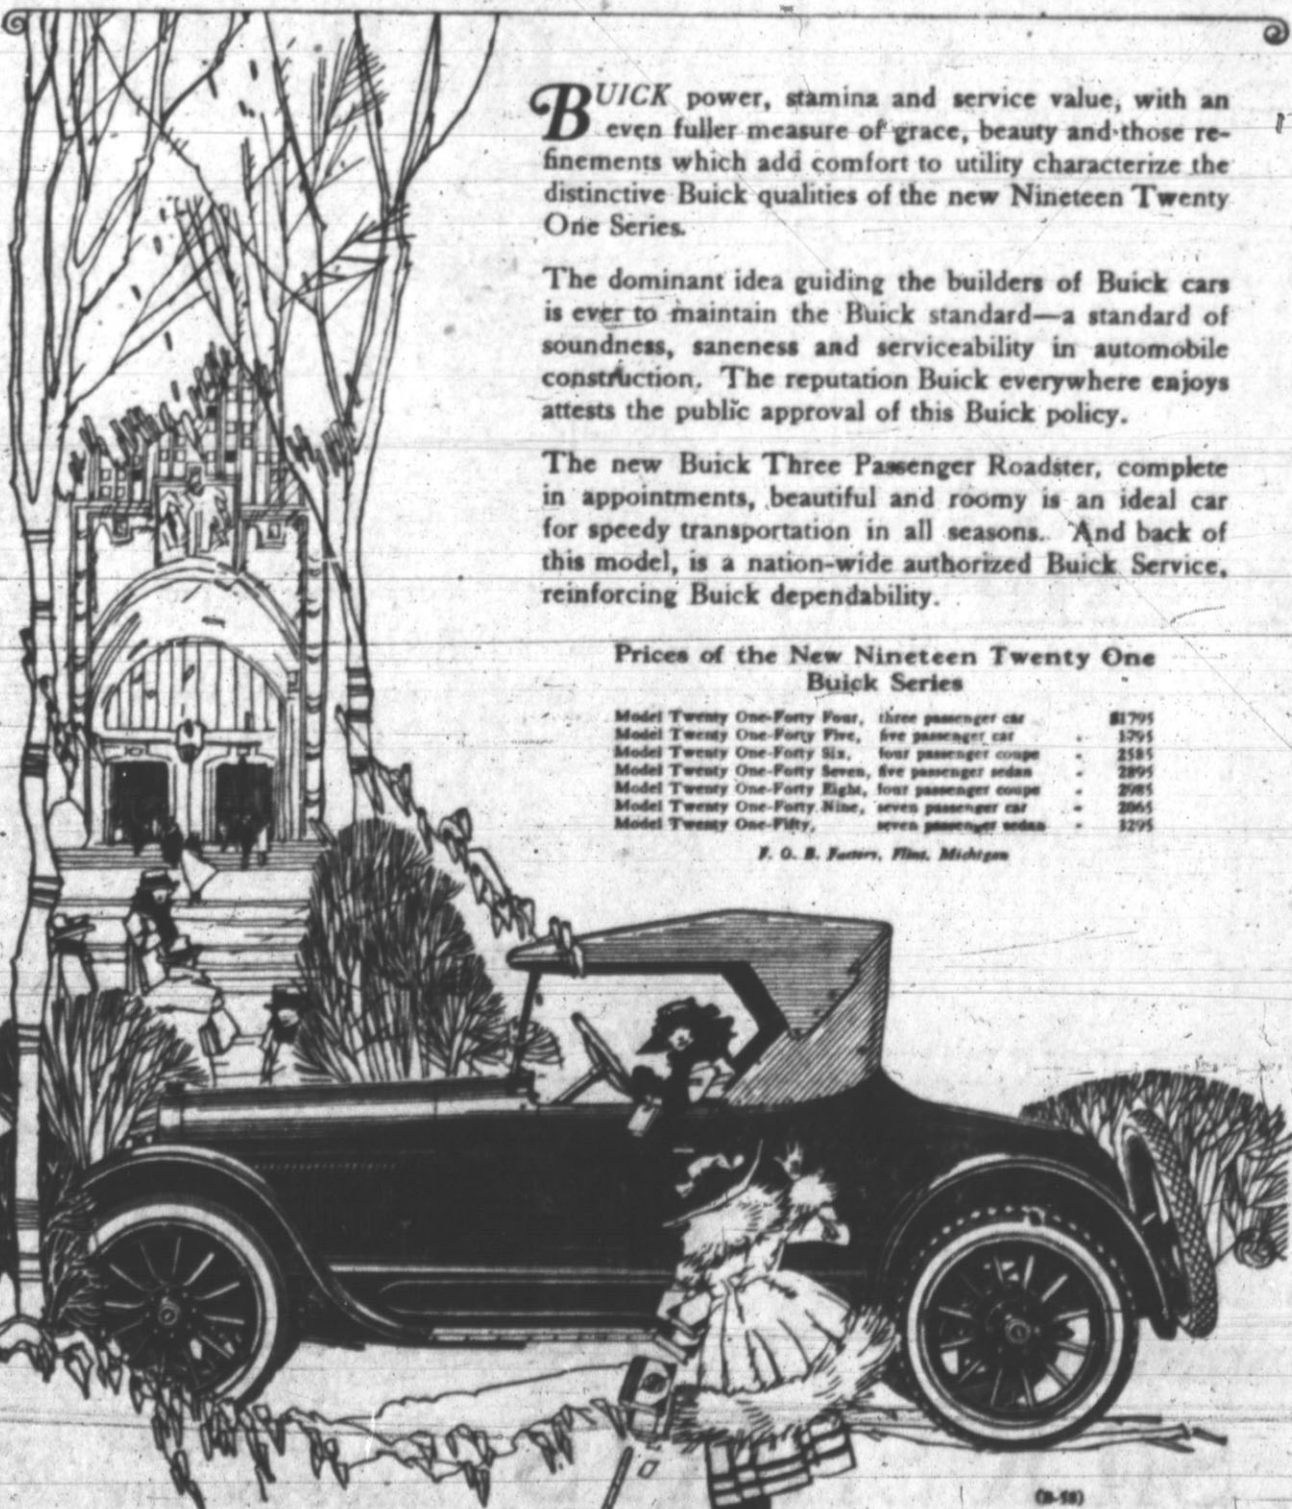 BUICK power, stamina and service value, with an
even fuller measure of grace, beauty and those re-
finements which add comfort to utility characterize the
distinctive Buick qualities of the new Nineteen Twenty
One Series.
The dominant idea guiding the builders of Buick cars
is ever to maintain the Buick standard—a standard of
soundness, saneness and serviceability in automobile
construction. The reputation Buick everywhere enjoys
attests the public approval of this Buick policy.
The new Buick Three Passenger Roadster, complete
in appointments, beautiful and roomy is an ideal car
for speedy transportation in all seasons. And back of
this model, is a nation-wide authorized Buick Service,
reinforcing Buick dependability.
Prices of the New Nineteen Twenty One
Buick Series
Model Twenty One-Forty Four, three passenger car $1795
Model Twenty One-Forty Five, five passenger car - 1795
Model Twenty One-Forty Six, four passenger coupe - 2585
Model Twenty One-Forty Seven, five passenger sedan - 2895
Model Twenty One-Forty Eight, four passenger coupe - 2985
Model Twenty One-Forty Nine, seven passenger car - 2065
Model Twenty One-Fifty, seven passenger sedan - 3295
F. O. B. Factory, Flint, Michigan